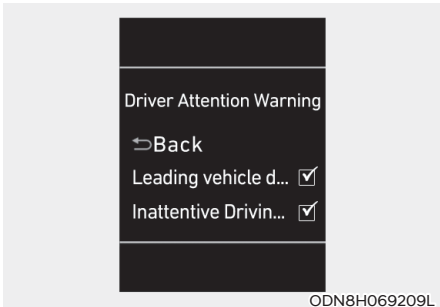 Driver Attention Warning
Back
Leading vehicle d...
Inattentive Drivin...
ODN8H069209L